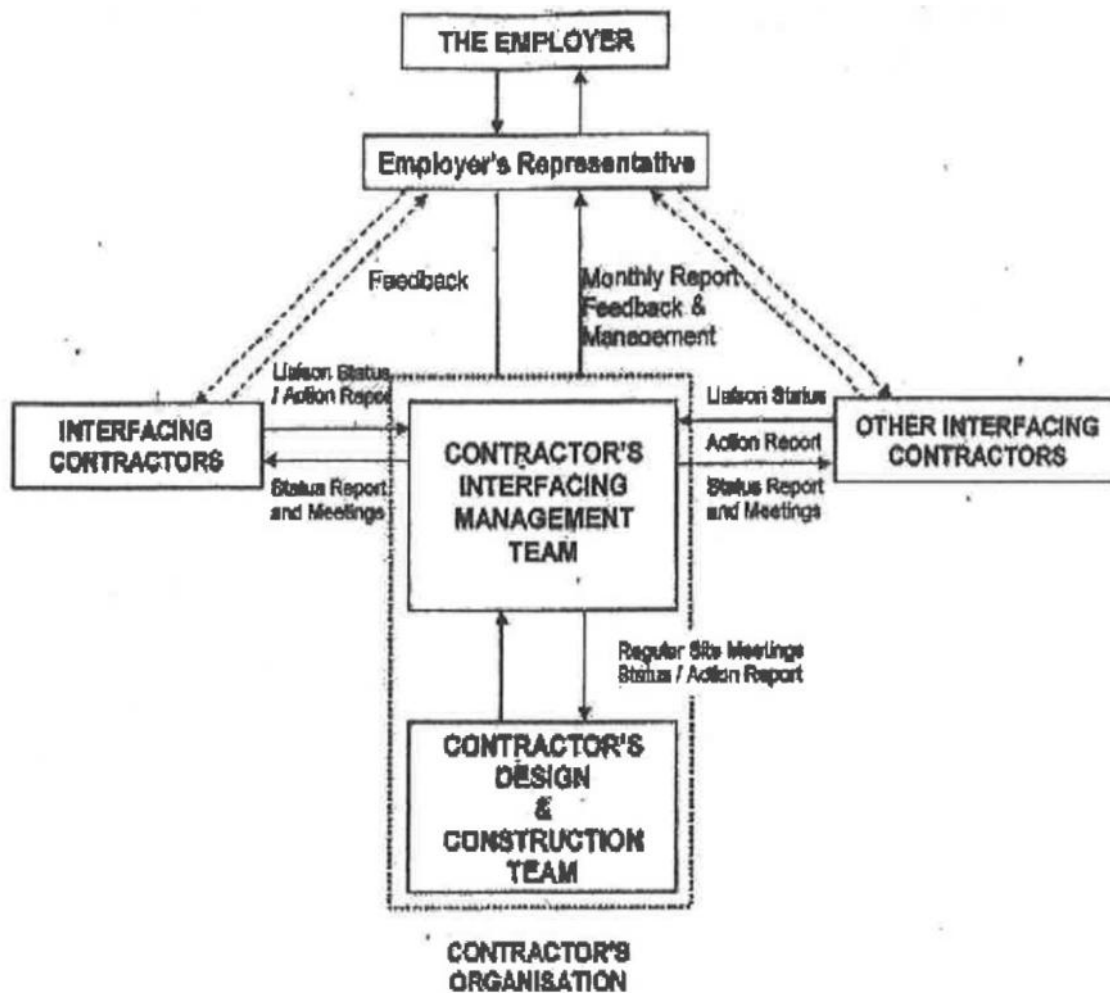 THE EMPLOYER
Employer's Representative
Feedback
Monthly Report
Feedback &
Management
Liaison Status
/ Action Repor
INTERFACING
CONTRACTORS
Status Report
and Meetings
CONTRACTOR'S
INTERFACING
MANAGEMENT
TEAM
Liaison Status
Action Report
Status Report
and Meetings
OTHER INTERFACING
CONTRACTORS
Regular Site Meetings
Status / Action Report
CONTRACTOR'S
DESIGN
&
CONSTRUCTION
TEAM
CONTRACTOR'S
ORGANISATION